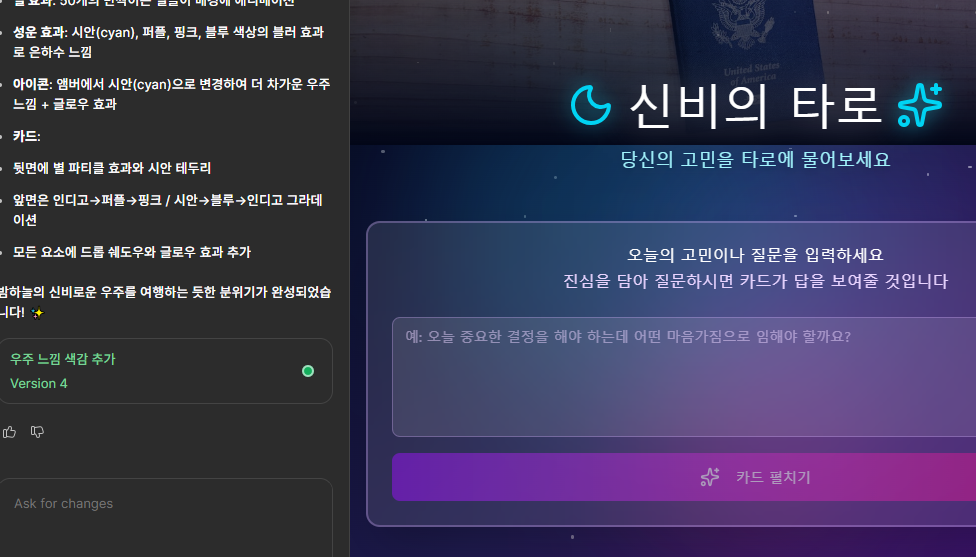 별 효과: 50개의 반짝이는 별들이 배경에 애니메이션
성운 효과: 시안(cyan), 퍼플, 핑크, 블루 색상의 블러 효과
로 은하수 느낌
아이콘: 앰버에서 시안(cyan)으로 변경하여 더 차가운 우주
느낌 + 글로우 효과
카드:
뒷면에 별 파티클 효과와 시안 테두리
앞면은 인디고→퍼플→핑크 / 시안→블루→인디고 그라데
이션
모든 요소에 드롭 쉐도우와 글로우 효과 추가
밤하늘의 신비로운 우주를 여행하는 듯한 분위기가 완성되었습
니다! ✨
우주 느낌 색감 추가
Version 4
Ask for changes
United States
of America
신비의 타로
당신의 고민을 타로에 물어보세요
오늘의 고민이나 질문을 입력하세요
진심을 담아 질문하시면 카드가 답을 보여줄 것입니다
예: 오늘 중요한 결정을 해야 하는데 어떤 마음가짐으로 임해야 할까요?
카드 펼치기